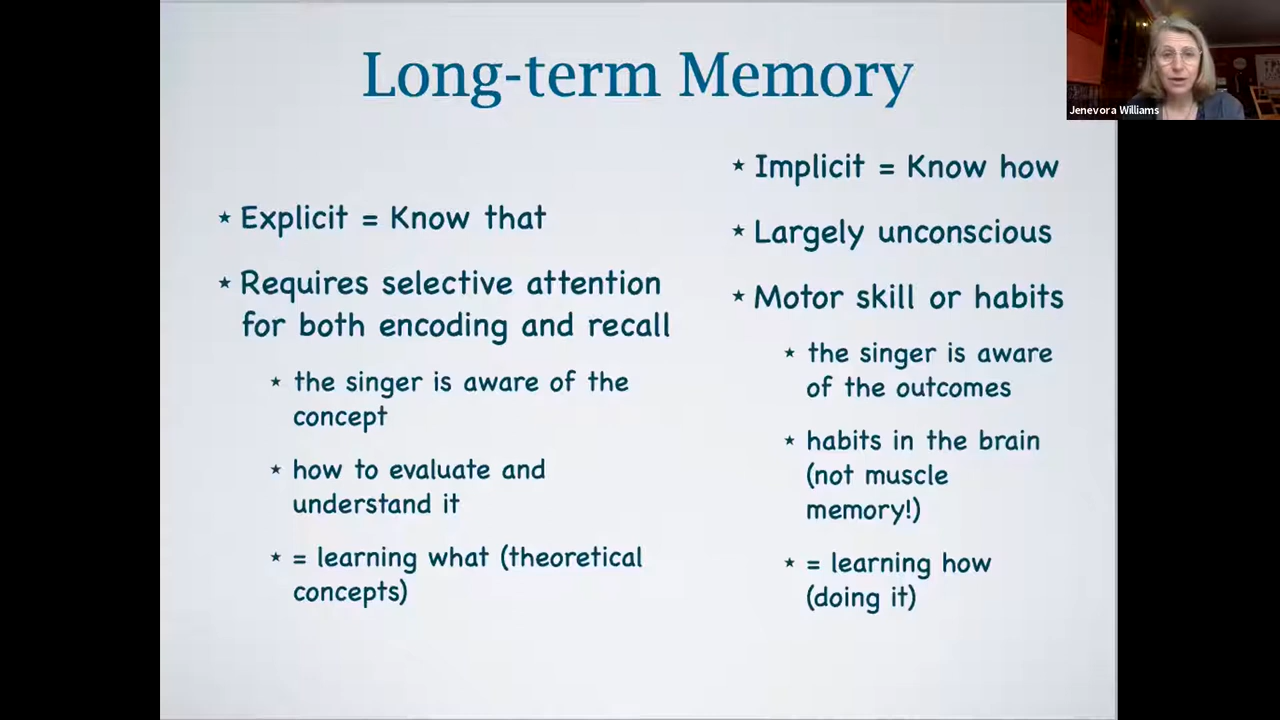 Long-term Memory
Jenevora Williams
★ Explicit = Know that
★ Requires selective attention
for both encoding and recall
★ the singer is aware of the
concept
★ how to evaluate and
understand it
★ = learning what (theoretical
concepts)
★ Implicit = Know how
★ Largely unconscious
★ Motor skill or habits
★ the singer is aware
of the outcomes
★ habits in the brain
(not muscle
memory!)
★ = learning how
(doing it)